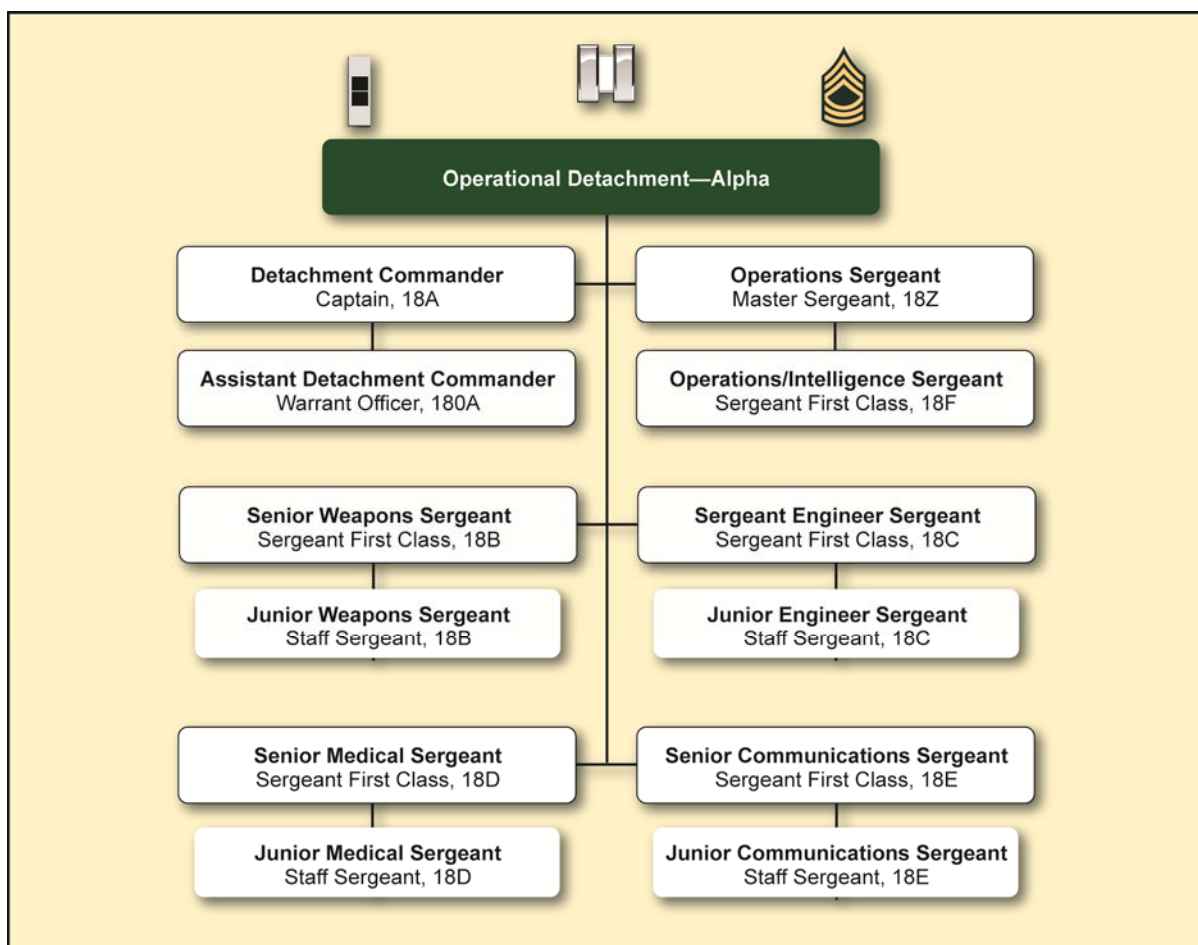 Operational Detachment—Alpha
Detachment Commander
Captain, 18A
Operations Sergeant
Master Sergeant, 18Z
Assistant Detachment Commander
Warrant Officer, 180A
Operations/Intelligence Sergeant
Sergeant First Class, 18F
Senior Weapons Sergeant
Sergeant First Class, 18B
Sergeant Engineer Sergeant
Sergeant First Class, 18C
Junior Weapons Sergeant
Staff Sergeant, 18B
Junior Engineer Sergeant
Staff Sergeant, 18C
Senior Medical Sergeant
Sergeant First Class, 18D
Senior Communications Sergeant
Sergeant First Class, 18E
Junior Medical Sergeant
Staff Sergeant, 18D
Junior Communications Sergeant
Staff Sergeant, 18E